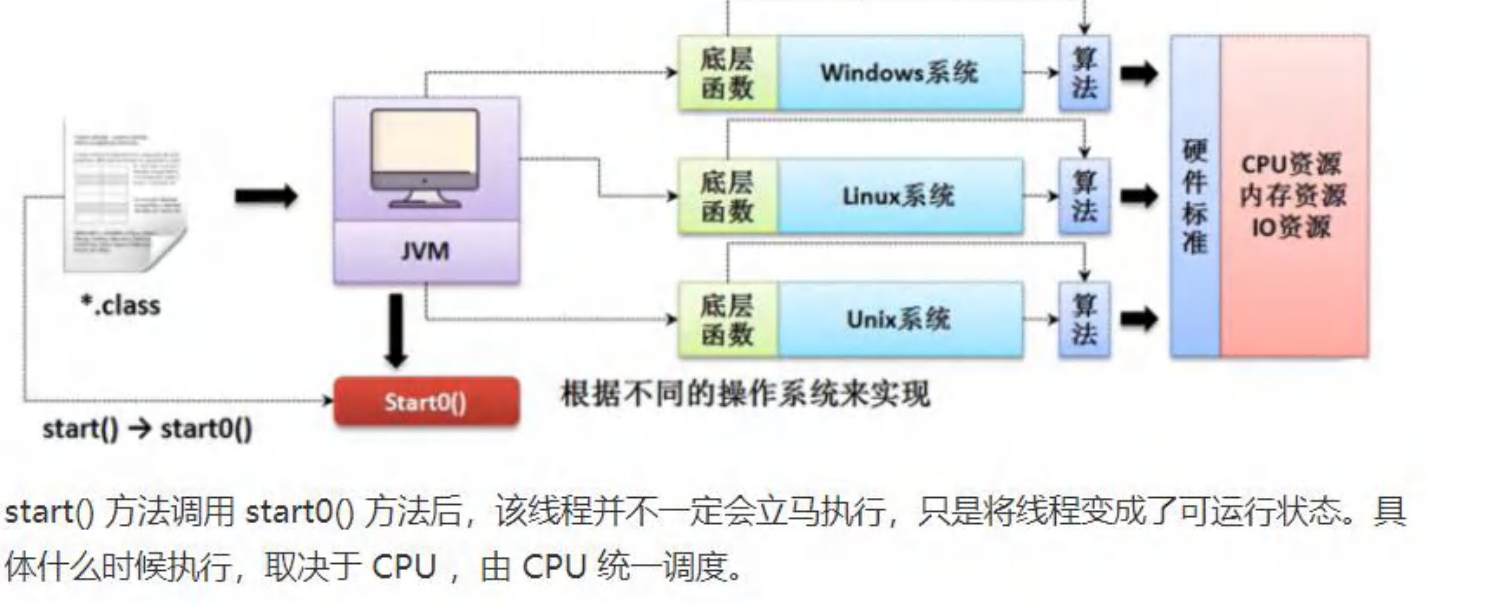 底层
函数
Windows系统
算
法
底层
函数
Linux系统
算
法
硬
件
标
准
CPU资源
内存资源
IO资源
JVM
*.class
底层
函数
Unix系统
算
法
Start0()
根据不同的操作系统来实现
start() → start0()
start() 方法调用 start0() 方法后，该线程并不一定会立马执行，只是将线程变成了可运行状态。具
体什么时候执行，取决于 CPU ，由 CPU 统一调度。